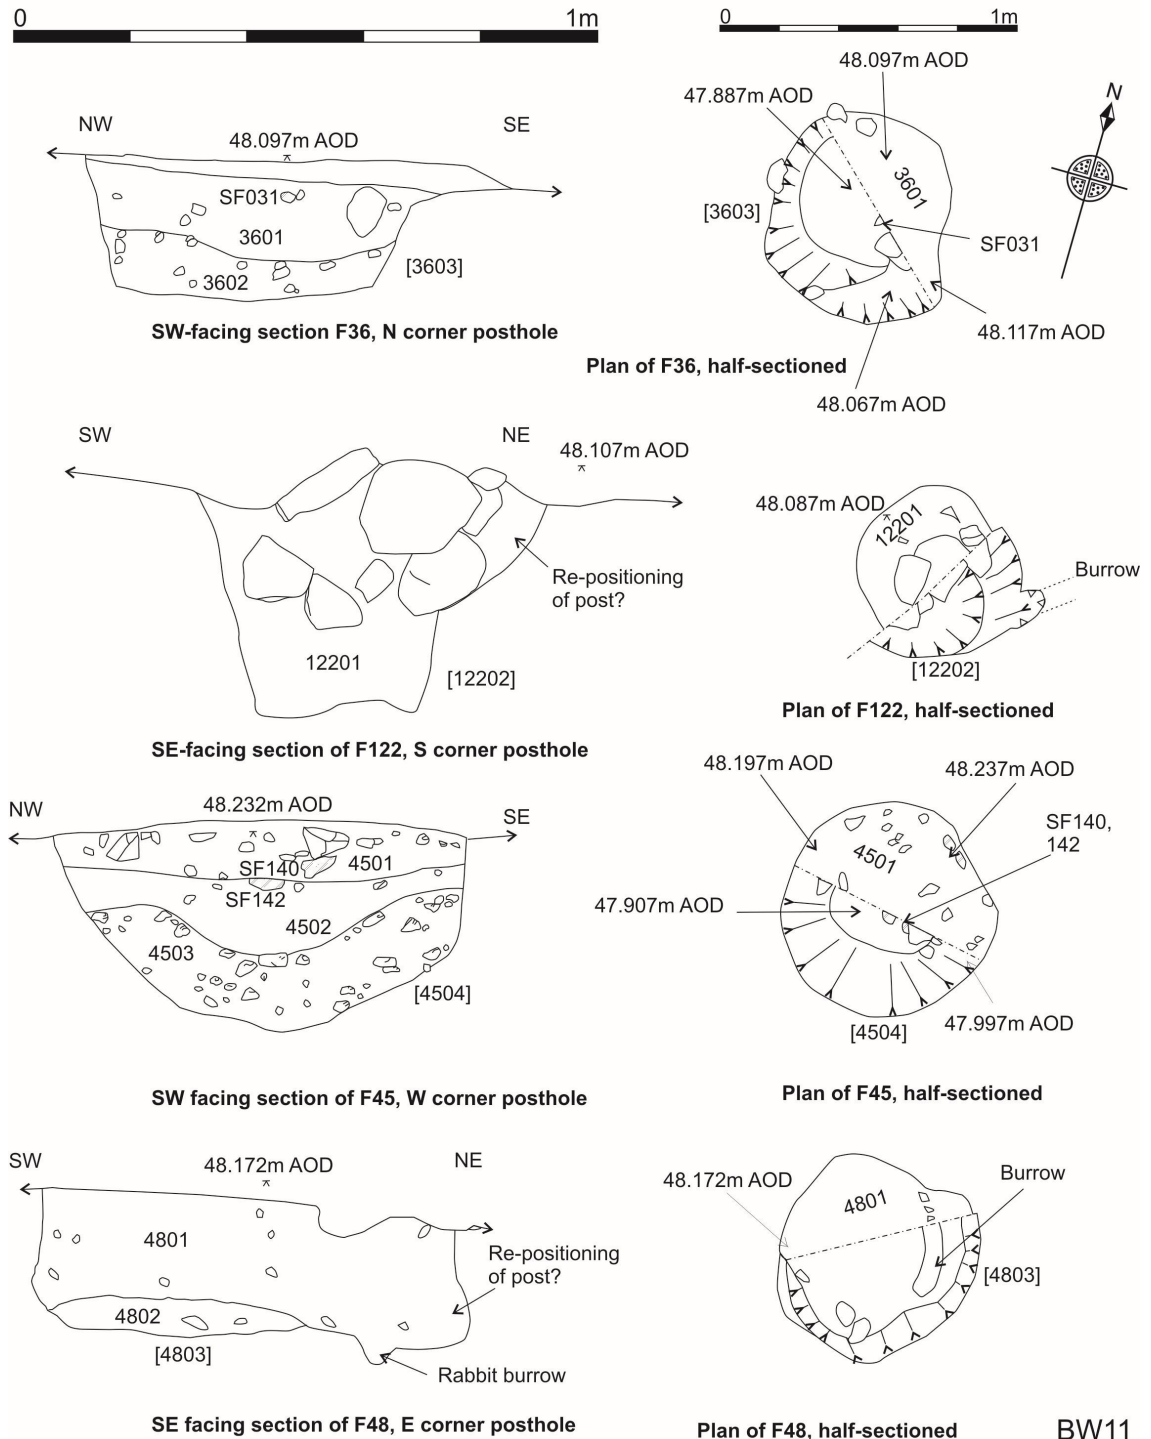 0 1m
0 1m
48.097m AOD
47.887m AOD
N
NW SE
48.097m AOD
SF031
3601
3602
[3603]
[3603]
3601
SF031
48.117m AOD
48.067m AOD
SW-facing section F36, N corner posthole
Plan of F36, half-sectioned
SW NE
48.107m AOD
Re-positioning
of post?
12201
[12202]
48.087m AOD
12201
Burrow
[12202]
SE-facing section of F122, S corner posthole
Plan of F122, half-sectioned
NW SE
48.232m AOD
SF140 4501
SF142
4502
4503
[4504]
48.197m AOD
48.237m AOD
SF140,
142
4501
47.907m AOD
47.997m AOD
[4504]
SW facing section of F45, W corner posthole
Plan of F45, half-sectioned
SW NE
48.172m AOD
4801
Re-positioning
of post?
4802
[4803]
Rabbit burrow
48.172m AOD
Burrow
4801
[4803]
SE facing section of F48, E corner posthole
Plan of F48, half-sectioned
BW11